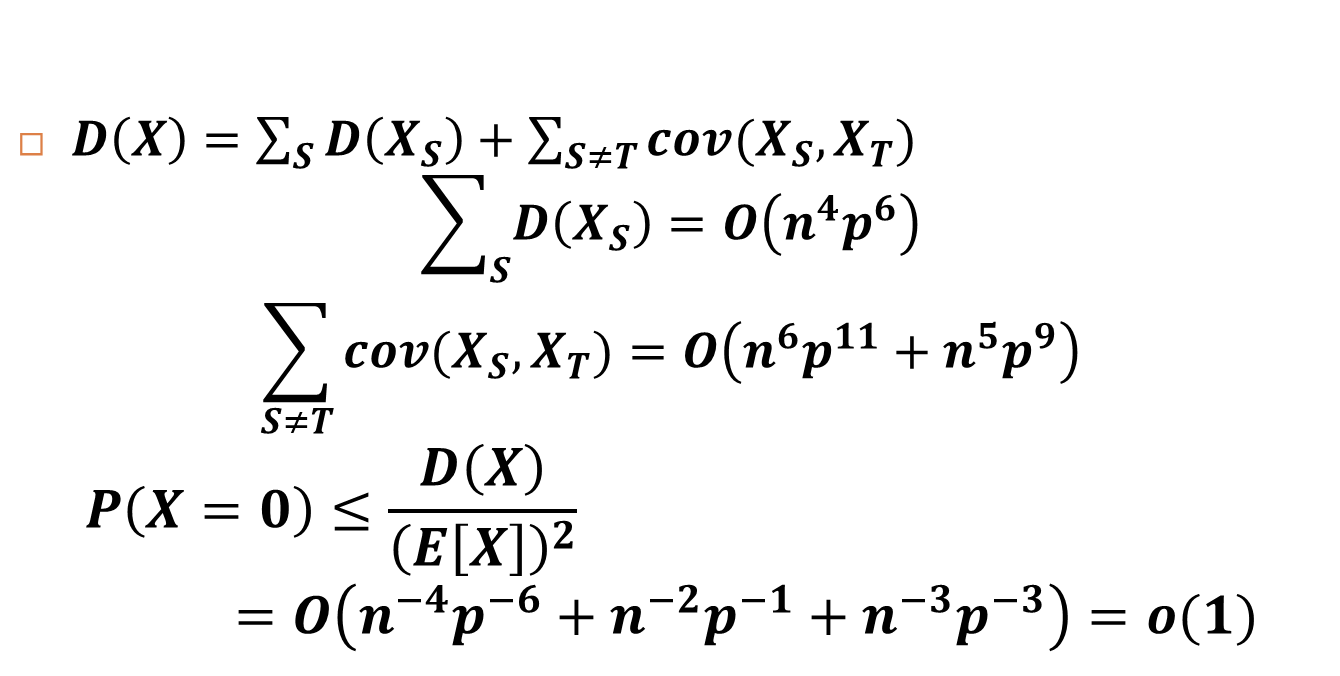 □ D(X) = ∑_S D(X_S) + ∑_{S≠T} cov(X_S, X_T)
∑_S D(X_S) = O(n^4 p^6)
∑_{S≠T} cov(X_S, X_T) = O(n^6 p^{11} + n^5 p^9)
P(X = 0) ≤ \frac{D(X)}{(E[X])^2}
= O(n^{-4} p^{-6} + n^{-2} p^{-1} + n^{-3} p^{-3}) = o(1)